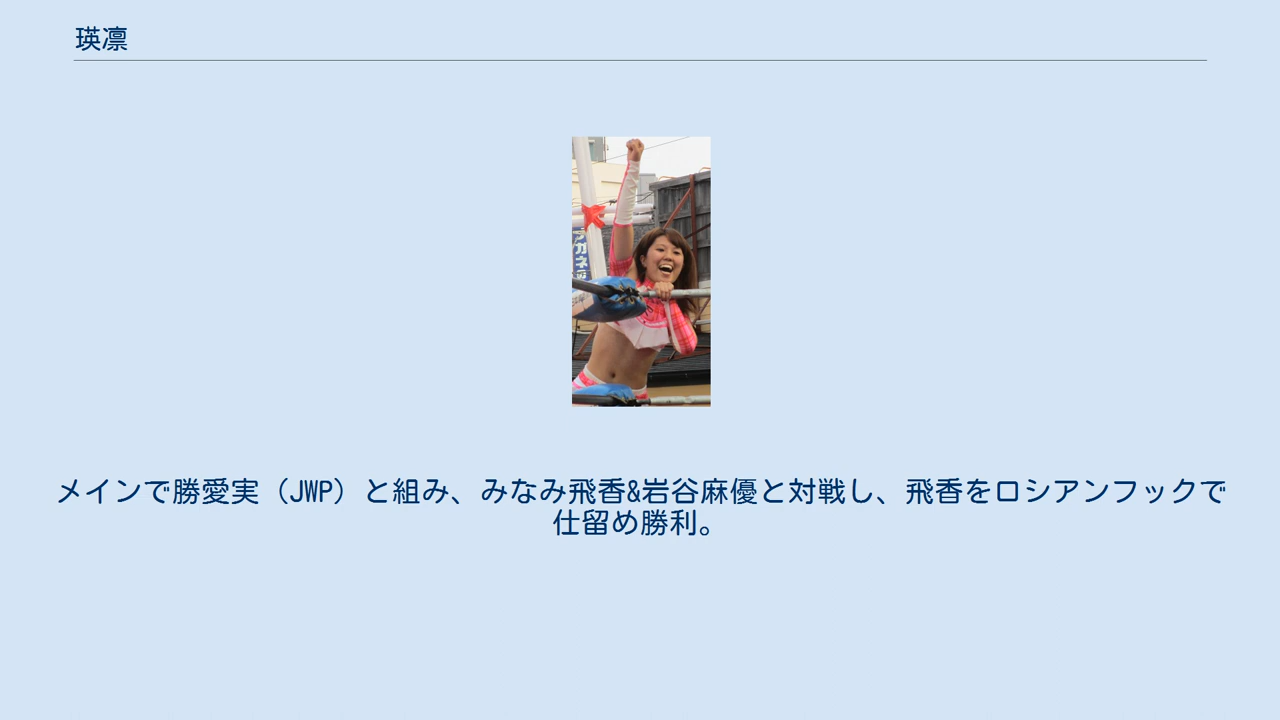 瑛凛
メインで勝愛実（JWP）と組み、みなみ飛香&岩谷麻優と対戦し、飛香をロシアンフックで
仕留め勝利。